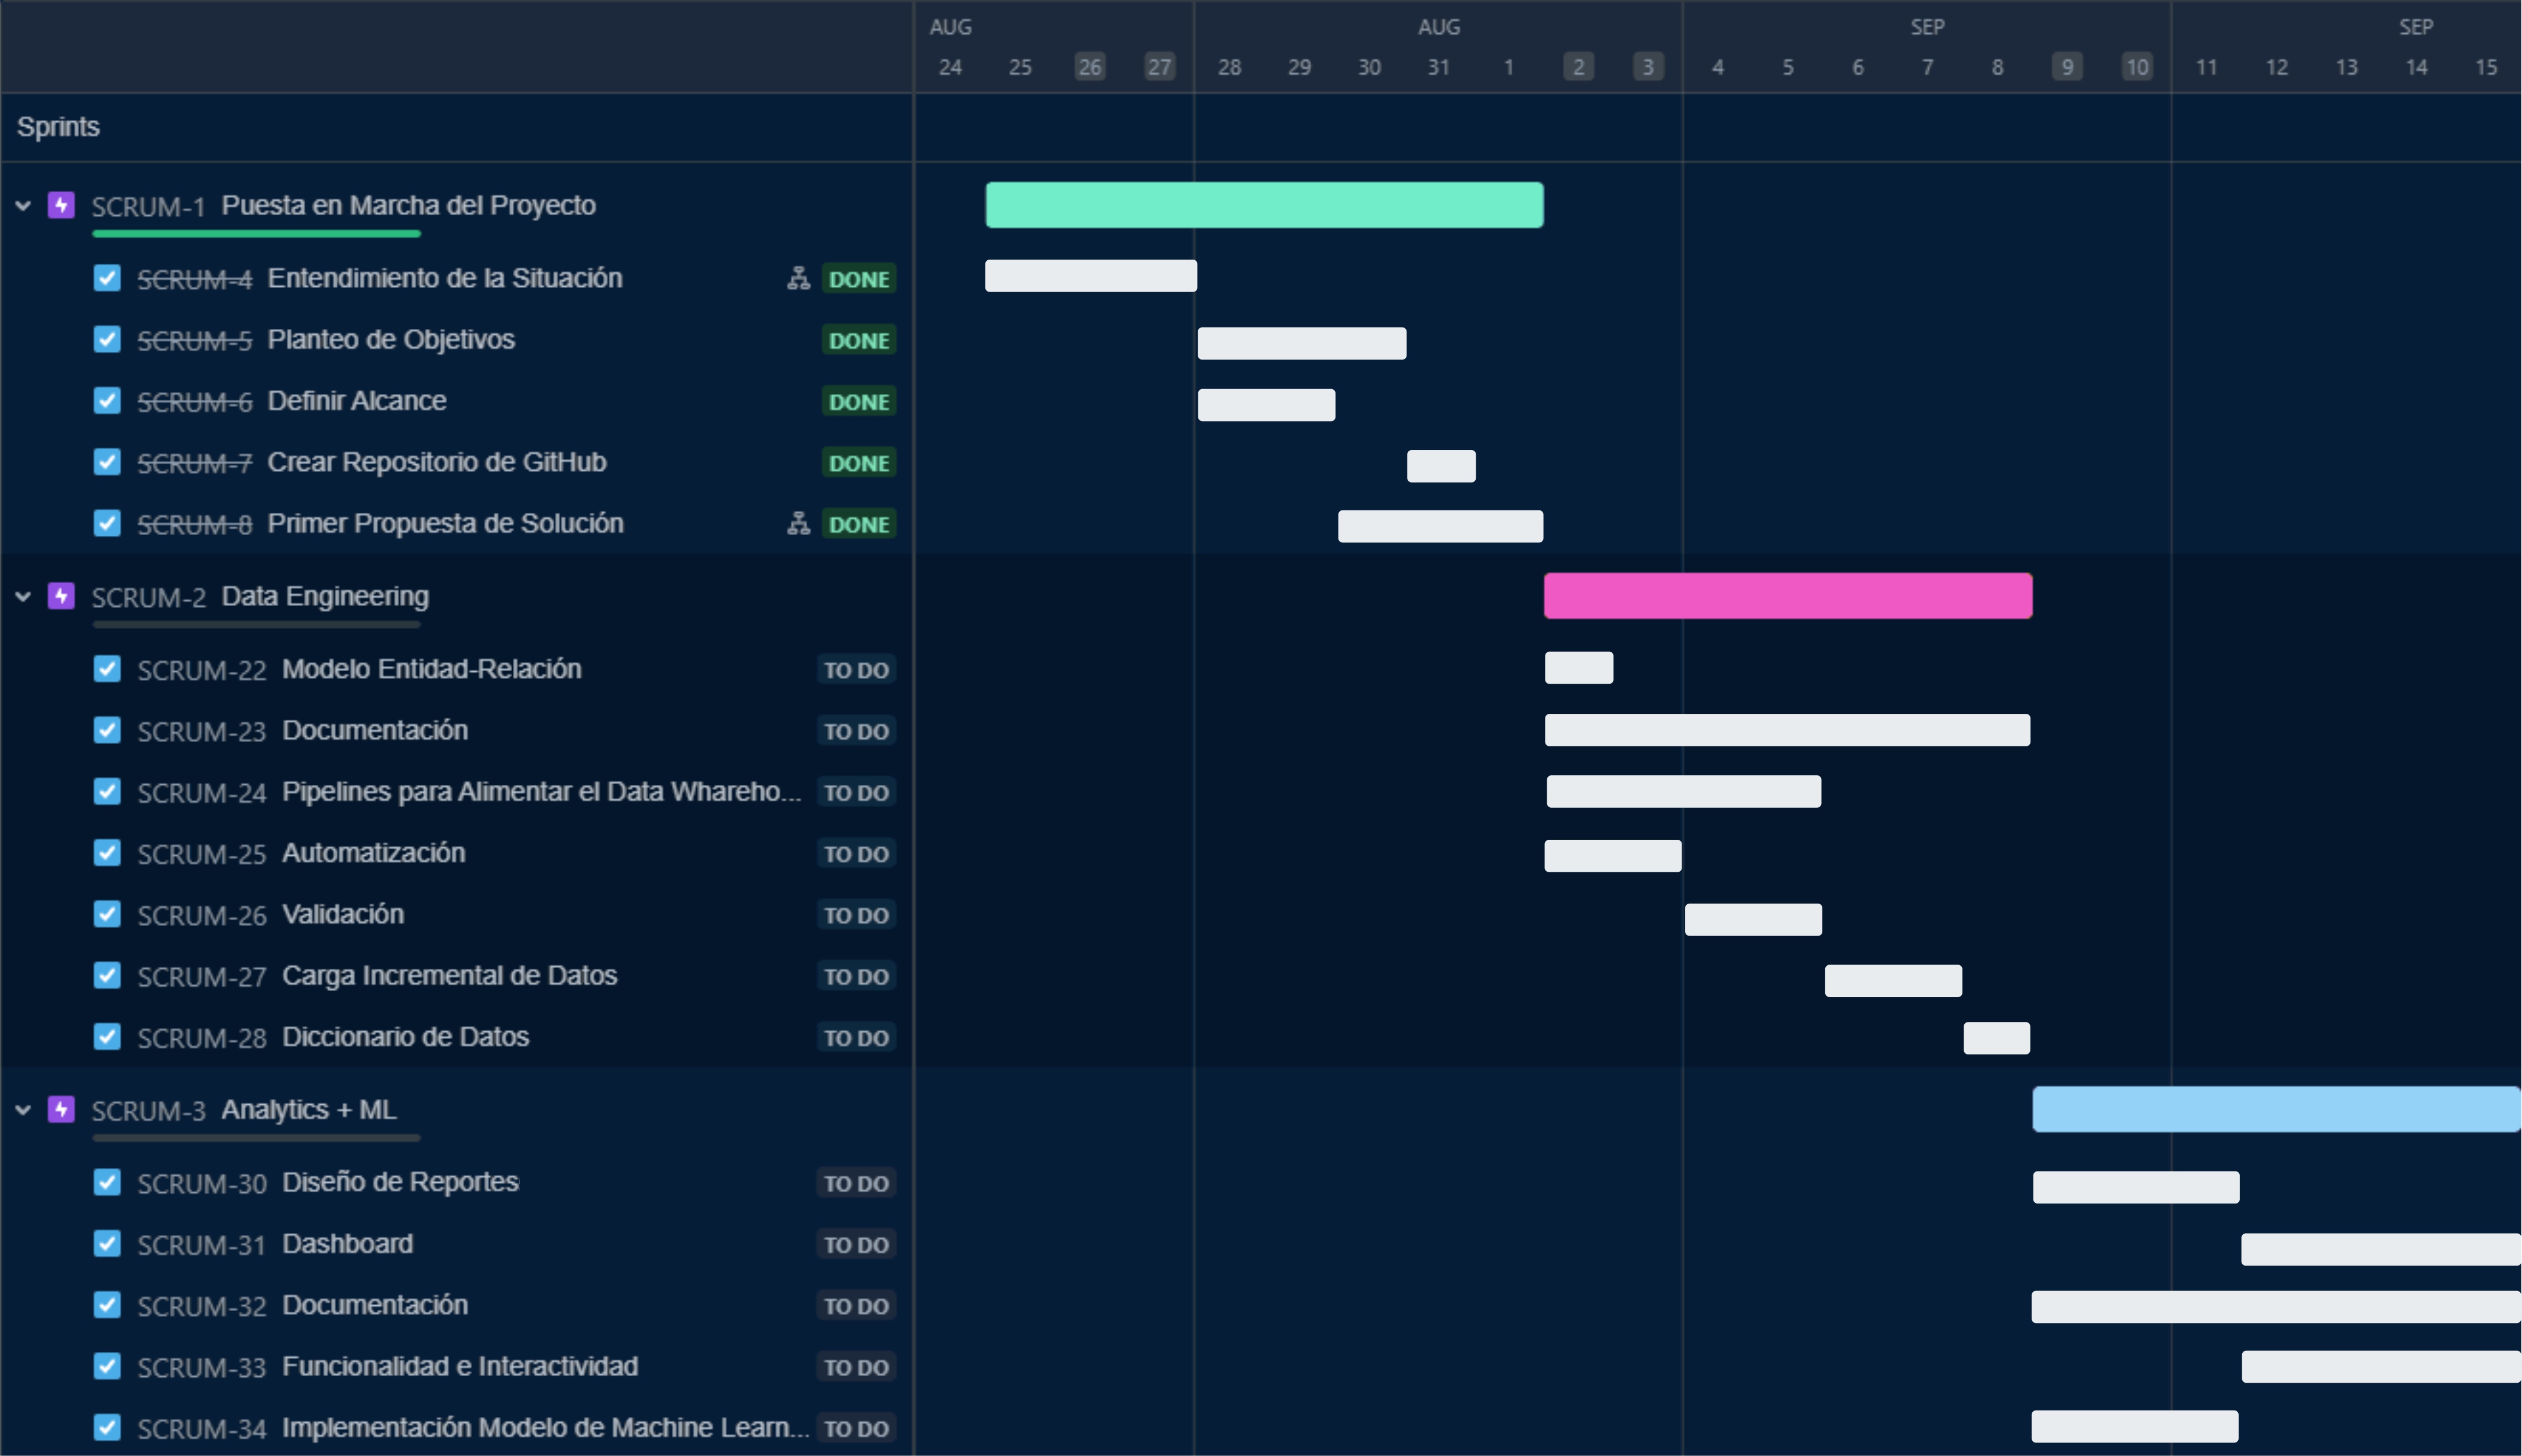 AUG AUG SEP SEP
24 25 26 27 28 29 30 31 1 2 3 4 5 6 7 8 9 10 11 12 13 14 15
Sprints
SCRUM-1 Puesta en Marcha del Proyecto
SCRUM-4 Entendimiento de la Situación DONE
SCRUM-5 Planteo de Objetivos DONE
SCRUM-6 Definir Alcance DONE
SCRUM-7 Crear Repositorio de GitHub DONE
SCRUM-8 Primer Propuesta de Solución DONE
SCRUM-2 Data Engineering
SCRUM-22 Modelo Entidad-Relación TO DO
SCRUM-23 Documentación TO DO
SCRUM-24 Pipelines para Alimentar el Data Whareho... TO DO
SCRUM-25 Automatización TO DO
SCRUM-26 Validación TO DO
SCRUM-27 Carga Incremental de Datos TO DO
SCRUM-28 Diccionario de Datos TO DO
SCRUM-3 Analytics + ML
SCRUM-30 Diseño de Reportes TO DO
SCRUM-31 Dashboard TO DO
SCRUM-32 Documentación TO DO
SCRUM-33 Funcionalidad e Interactividad TO DO
SCRUM-34 Implementación Modelo de Machine Learn... TO DO